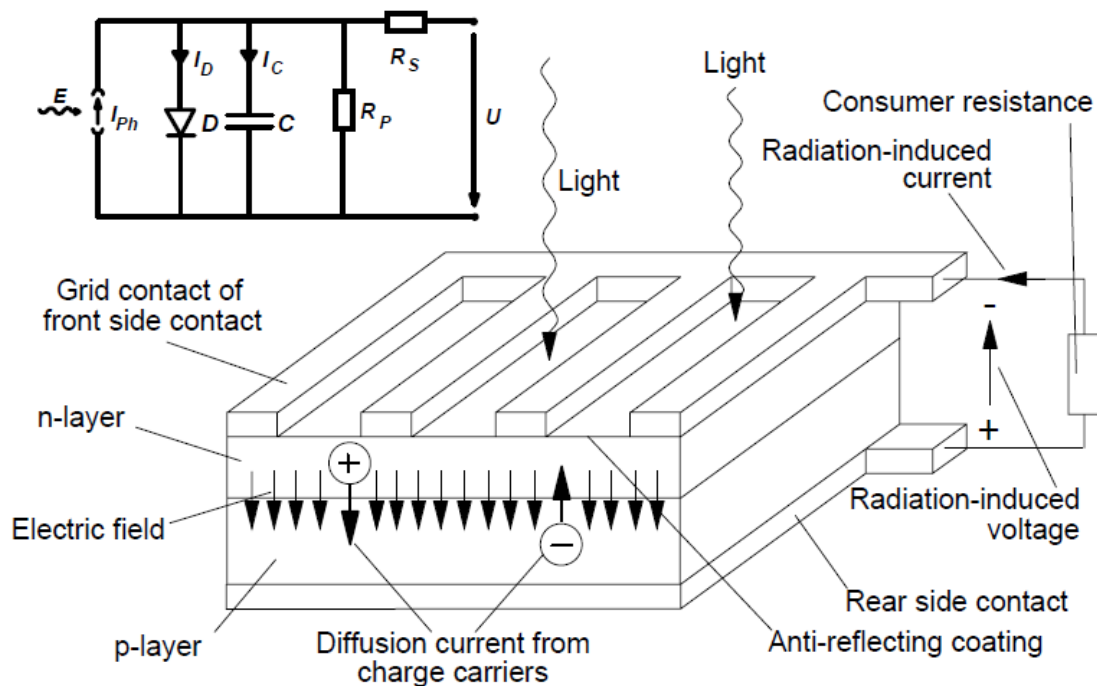 E
I_Ph
I_D
D
I_C
C
R_P
R_S
U
Light
Light
Consumer resistance
Radiation-induced
current
Grid contact of
front side contact
n-layer
Electric field
p-layer
+
−
-
+
Diffusion current from
charge carriers
Radiation-induced
voltage
Rear side contact
Anti-reflecting coating